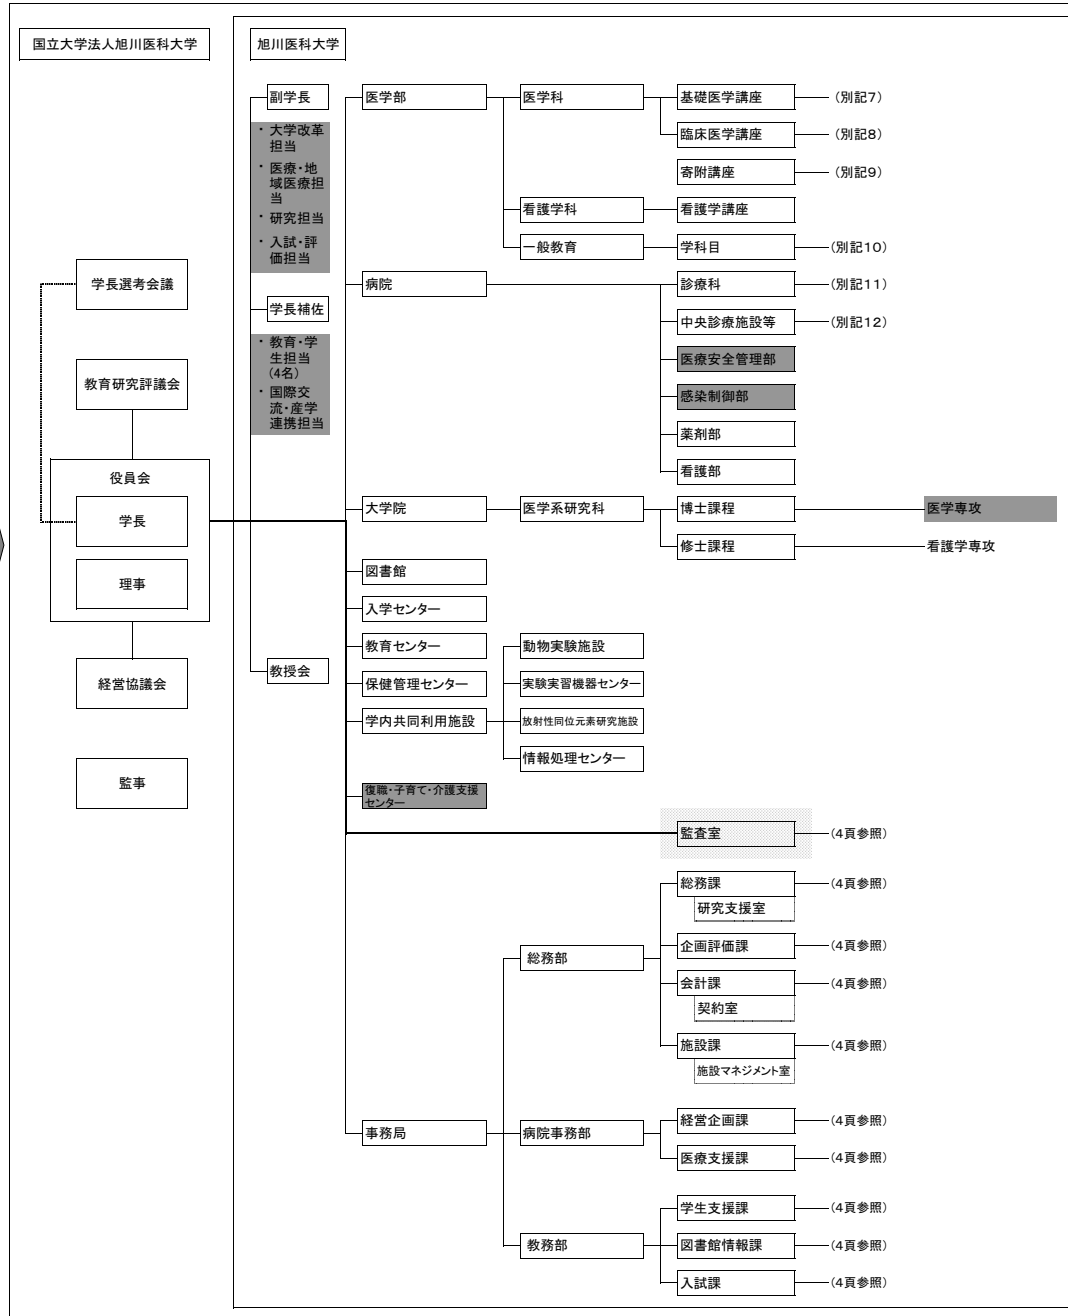 国立大学法人旭川医科大学
旭川医科大学
副学長
・大学改革
担当
・医療・地
域医療担
当
・研究担当
・入試・評
価担当
学長補佐
・教育・学
生担当
(4名)
・国際交
流・産学
連携担当
教授会
学長選考会議
教育研究評議会
役員会
学長
理事
経営協議会
監事
医学部
医学科
基礎医学講座
(別記7)
臨床医学講座
(別記8)
寄附講座
(別記9)
看護学科
看護学講座
一般教育
学科目
(別記10)
病院
診療科
(別記11)
中央診療施設等
(別記12)
医療安全管理部
感染制御部
薬剤部
看護部
大学院
医学系研究科
博士課程
医学専攻
修士課程
看護学専攻
図書館
入学センター
教育センター
保健管理センター
学内共同利用施設
動物実験施設
実験実習機器センター
放射性同位元素研究施設
情報処理センター
復職・子育て・介護支援
センター
監査室
(4頁参照)
事務局
総務部
総務課
(4頁参照)
研究支援室
企画評価課
(4頁参照)
会計課
(4頁参照)
契約室
施設課
(4頁参照)
施設マネジメント室
病院事務部
経営企画課
(4頁参照)
医療支援課
(4頁参照)
教務部
学生支援課
(4頁参照)
図書館情報課
(4頁参照)
入試課
(4頁参照)